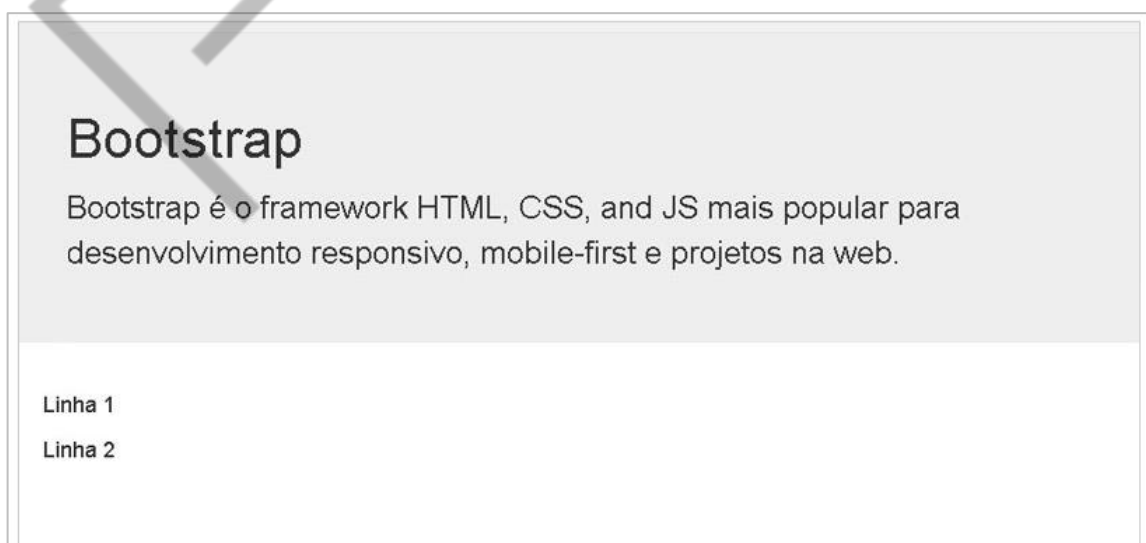 Bootstrap
Bootstrap é o framework HTML, CSS, and JS mais popular para
desenvolvimento responsivo, mobile-first e projetos na web.
Linha 1
Linha 2